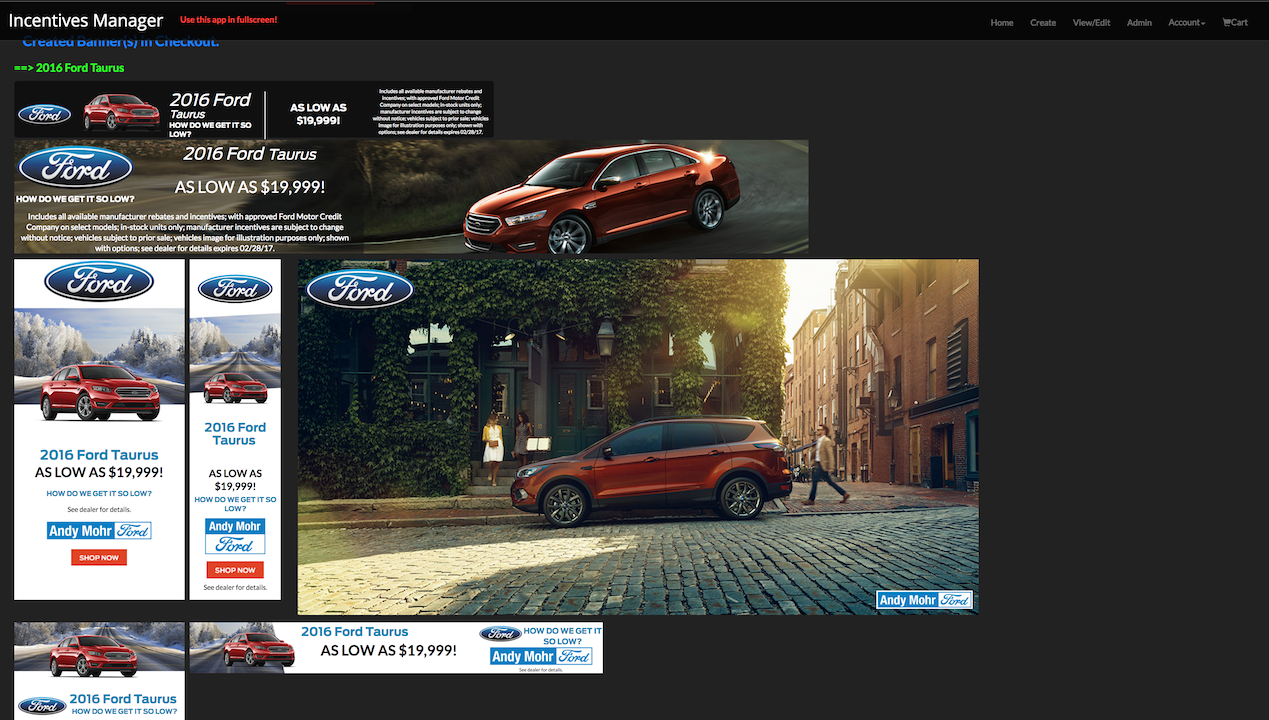 Incentives Manager
Use this app in fullscreen!
Home
Create
View/Edit
Admin
Account
Cart
Created Banner(s) in Checkout.
==> 2016 Ford Taurus
Ford
2016 Ford
Taurus
HOW DO WE GET IT SO
LOW?
AS LOW AS
$19,999!
Includes all available manufacturer rebates and
incentives; with approved Ford Motor Credit
Company on select models; in-stock units only;
manufacturer incentives are subject to change
without notice; vehicles subject to prior sale; vehicles
image for illustration purposes only; shown with
options; see dealer for details expires 02/28/17.
Ford
2016 Ford Taurus
AS LOW AS $19,999!
HOW DO WE GET IT SO LOW?
Includes all available manufacturer rebates and incentives; with approved Ford Motor Credit
Company on select models; in-stock units only; manufacturer incentives are subject to change
without notice; vehicles subject to prior sale; vehicles image for illustration purposes only; shown
with options; see dealer for details expires 02/28/17.
Ford
2016 Ford Taurus
AS LOW AS $19,999!
HOW DO WE GET IT SO LOW?
See dealer for details.
Andy Mohr Ford
SHOP NOW
Ford
2016 Ford
Taurus
AS LOW AS
$19,999!
HOW DO WE GET IT SO
LOW?
Andy Mohr
Ford
SHOP NOW
See dealer for details.
Ford
Andy Mohr Ford
Ford
2016 Ford Taurus
HOW DO WE GET IT SO LOW?
2016 Ford Taurus
AS LOW AS $19,999!
Ford
HOW DO WE GET IT
SO LOW?
Andy Mohr Ford
See dealer for details.